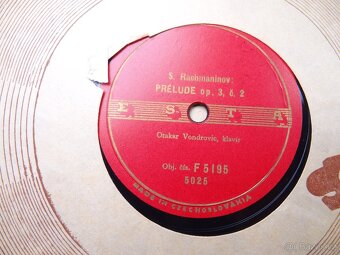 S. Rachmaninov:
PRÉLUDE op. 3, č. 2
ESTA
Otakar Vondrovic, klavír
Obj. čís. F 5195
5025
MADE IN CZECHOSLOVAKIA